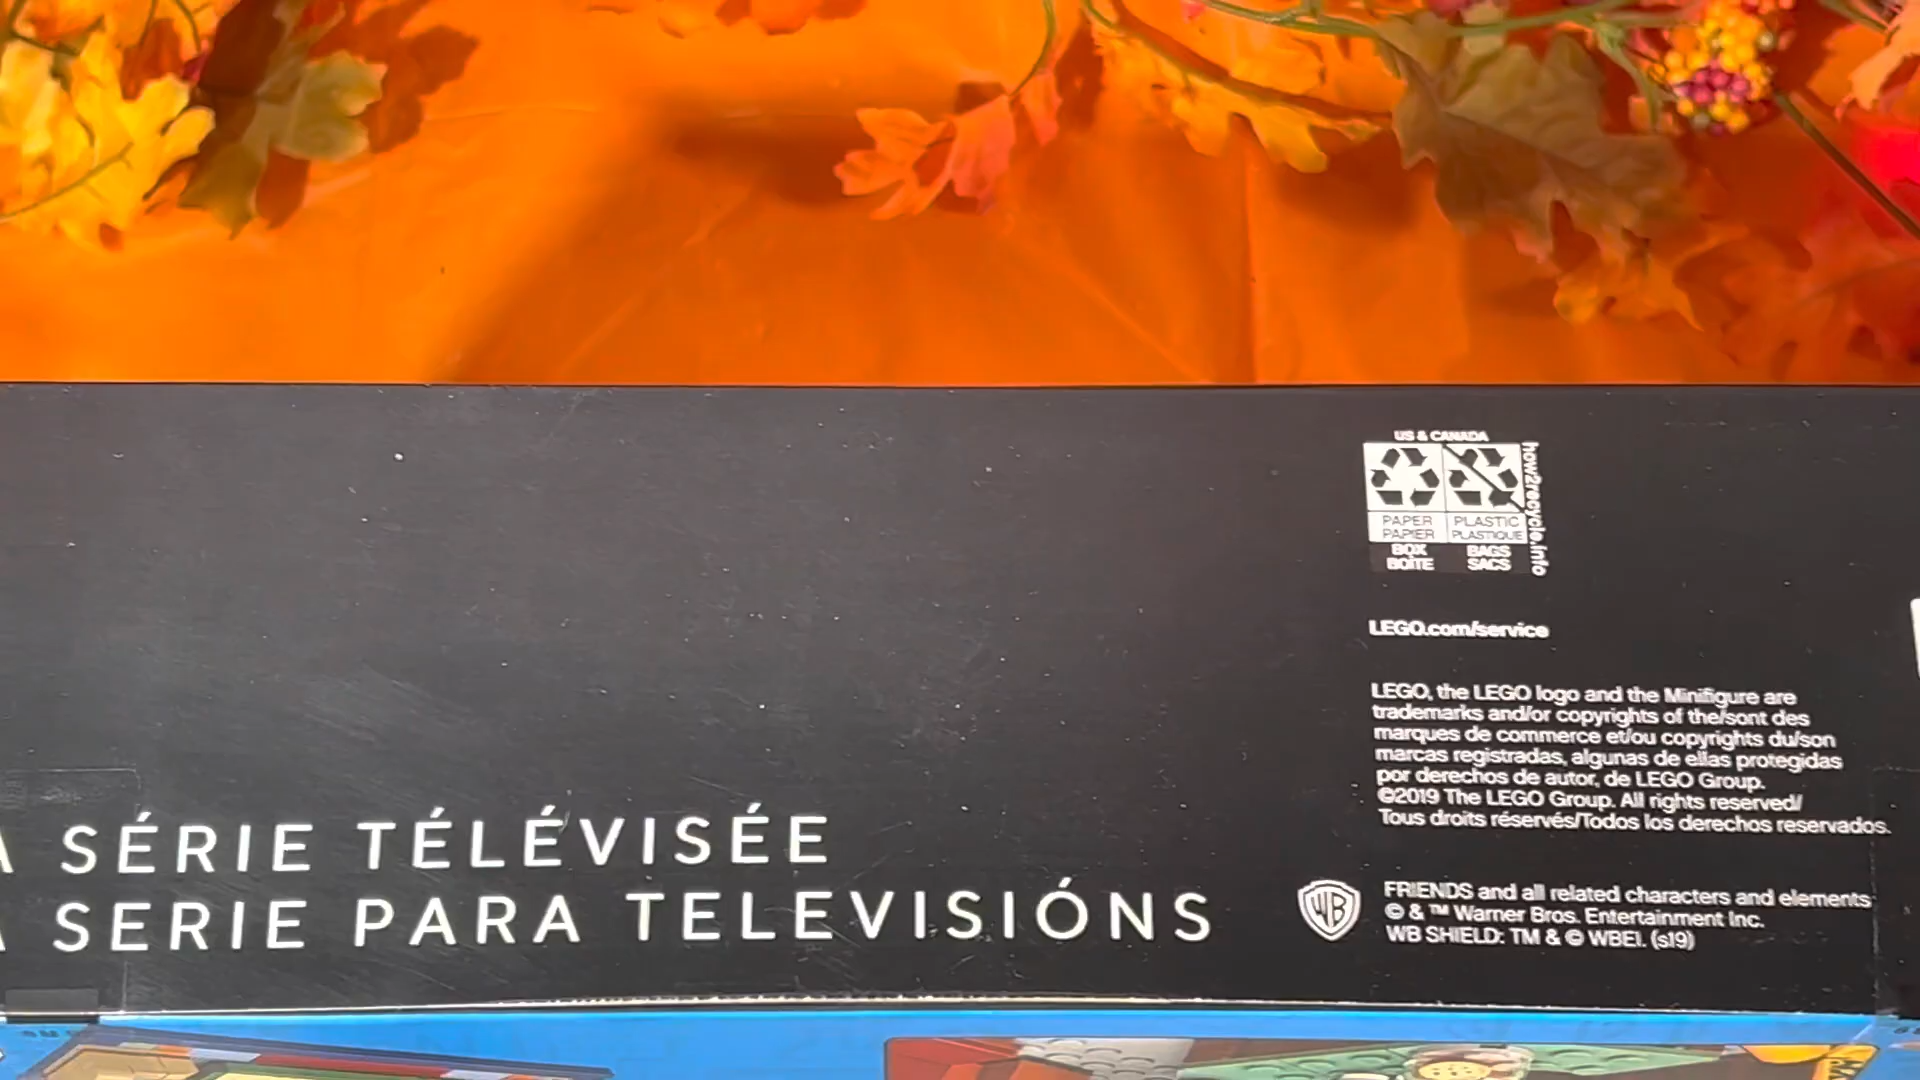 US & CANADA
PAPER
PAPIER
PLASTIC
PLASTIQUE
BOX
BOÎTE
BAGS
SACS
how2recycle.info
LEGO.com/service
LEGO, the LEGO logo and the Minifigure are
trademarks and/or copyrights of the/sont des
marques de commerce et/ou copyrights du/son
marcas registradas, algunas de ellas protegidas
por derechos de autor, de LEGO Group.
©2019 The LEGO Group. All rights reserved/
Tous droits réservés/Todos los derechos reservados.
A SÉRIE TÉLÉVISÉE
A SERIE PARA TELEVISIÓNS
WB
FRIENDS and all related characters and elements
© & ™ Warner Bros. Entertainment Inc.
WB SHIELD: TM & © WBEI. (s19)